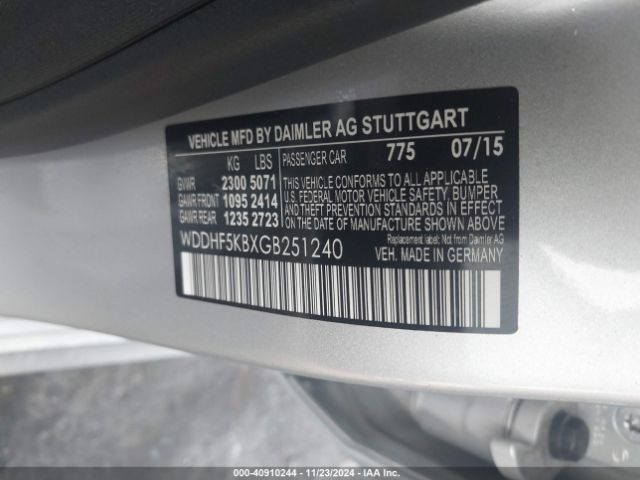 VEHICLE MFD BY DAIMLER AG STUTTGART
KG LBS PASSENGER CAR 775 07/15
GVWR 2300 5071
GAWR FRONT 1095 2414
GAWR REAR 1235 2723
THIS VEHICLE CONFORMS TO ALL APPLICABLE
U.S. FEDERAL MOTOR VEHICLE SAFETY, BUMPER
AND THEFT PREVENTION STANDARDS IN EFFECT
ON THE DATE OF MANUFACTURE SHOWN ABOVE
WDDHF5KBXGB251240
Replacement label: Not from Daimler AG
VEH. MADE IN GERMANY
000-40910244 - 11/23/2024 - IAA Inc.